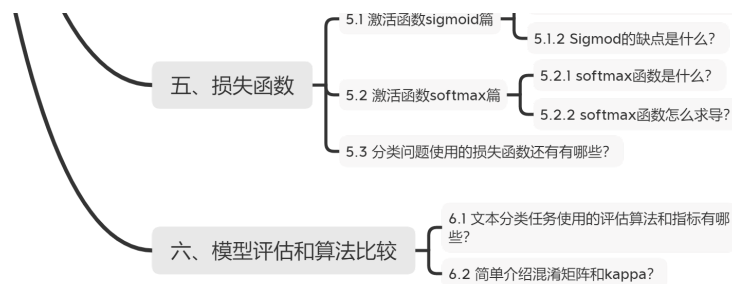 5.1 激活函数sigmoid篇
5.1.2 Sigmod的缺点是什么?
五、损失函数
5.2.1 softmax函数是什么?
5.2 激活函数softmax篇
5.2.2 softmax函数怎么求导?
5.3 分类问题使用的损失函数还有有哪些?
6.1 文本分类任务使用的评估算法和指标有哪
些?
六、模型评估和算法比较
6.2 简单介绍混淆矩阵和kappa?